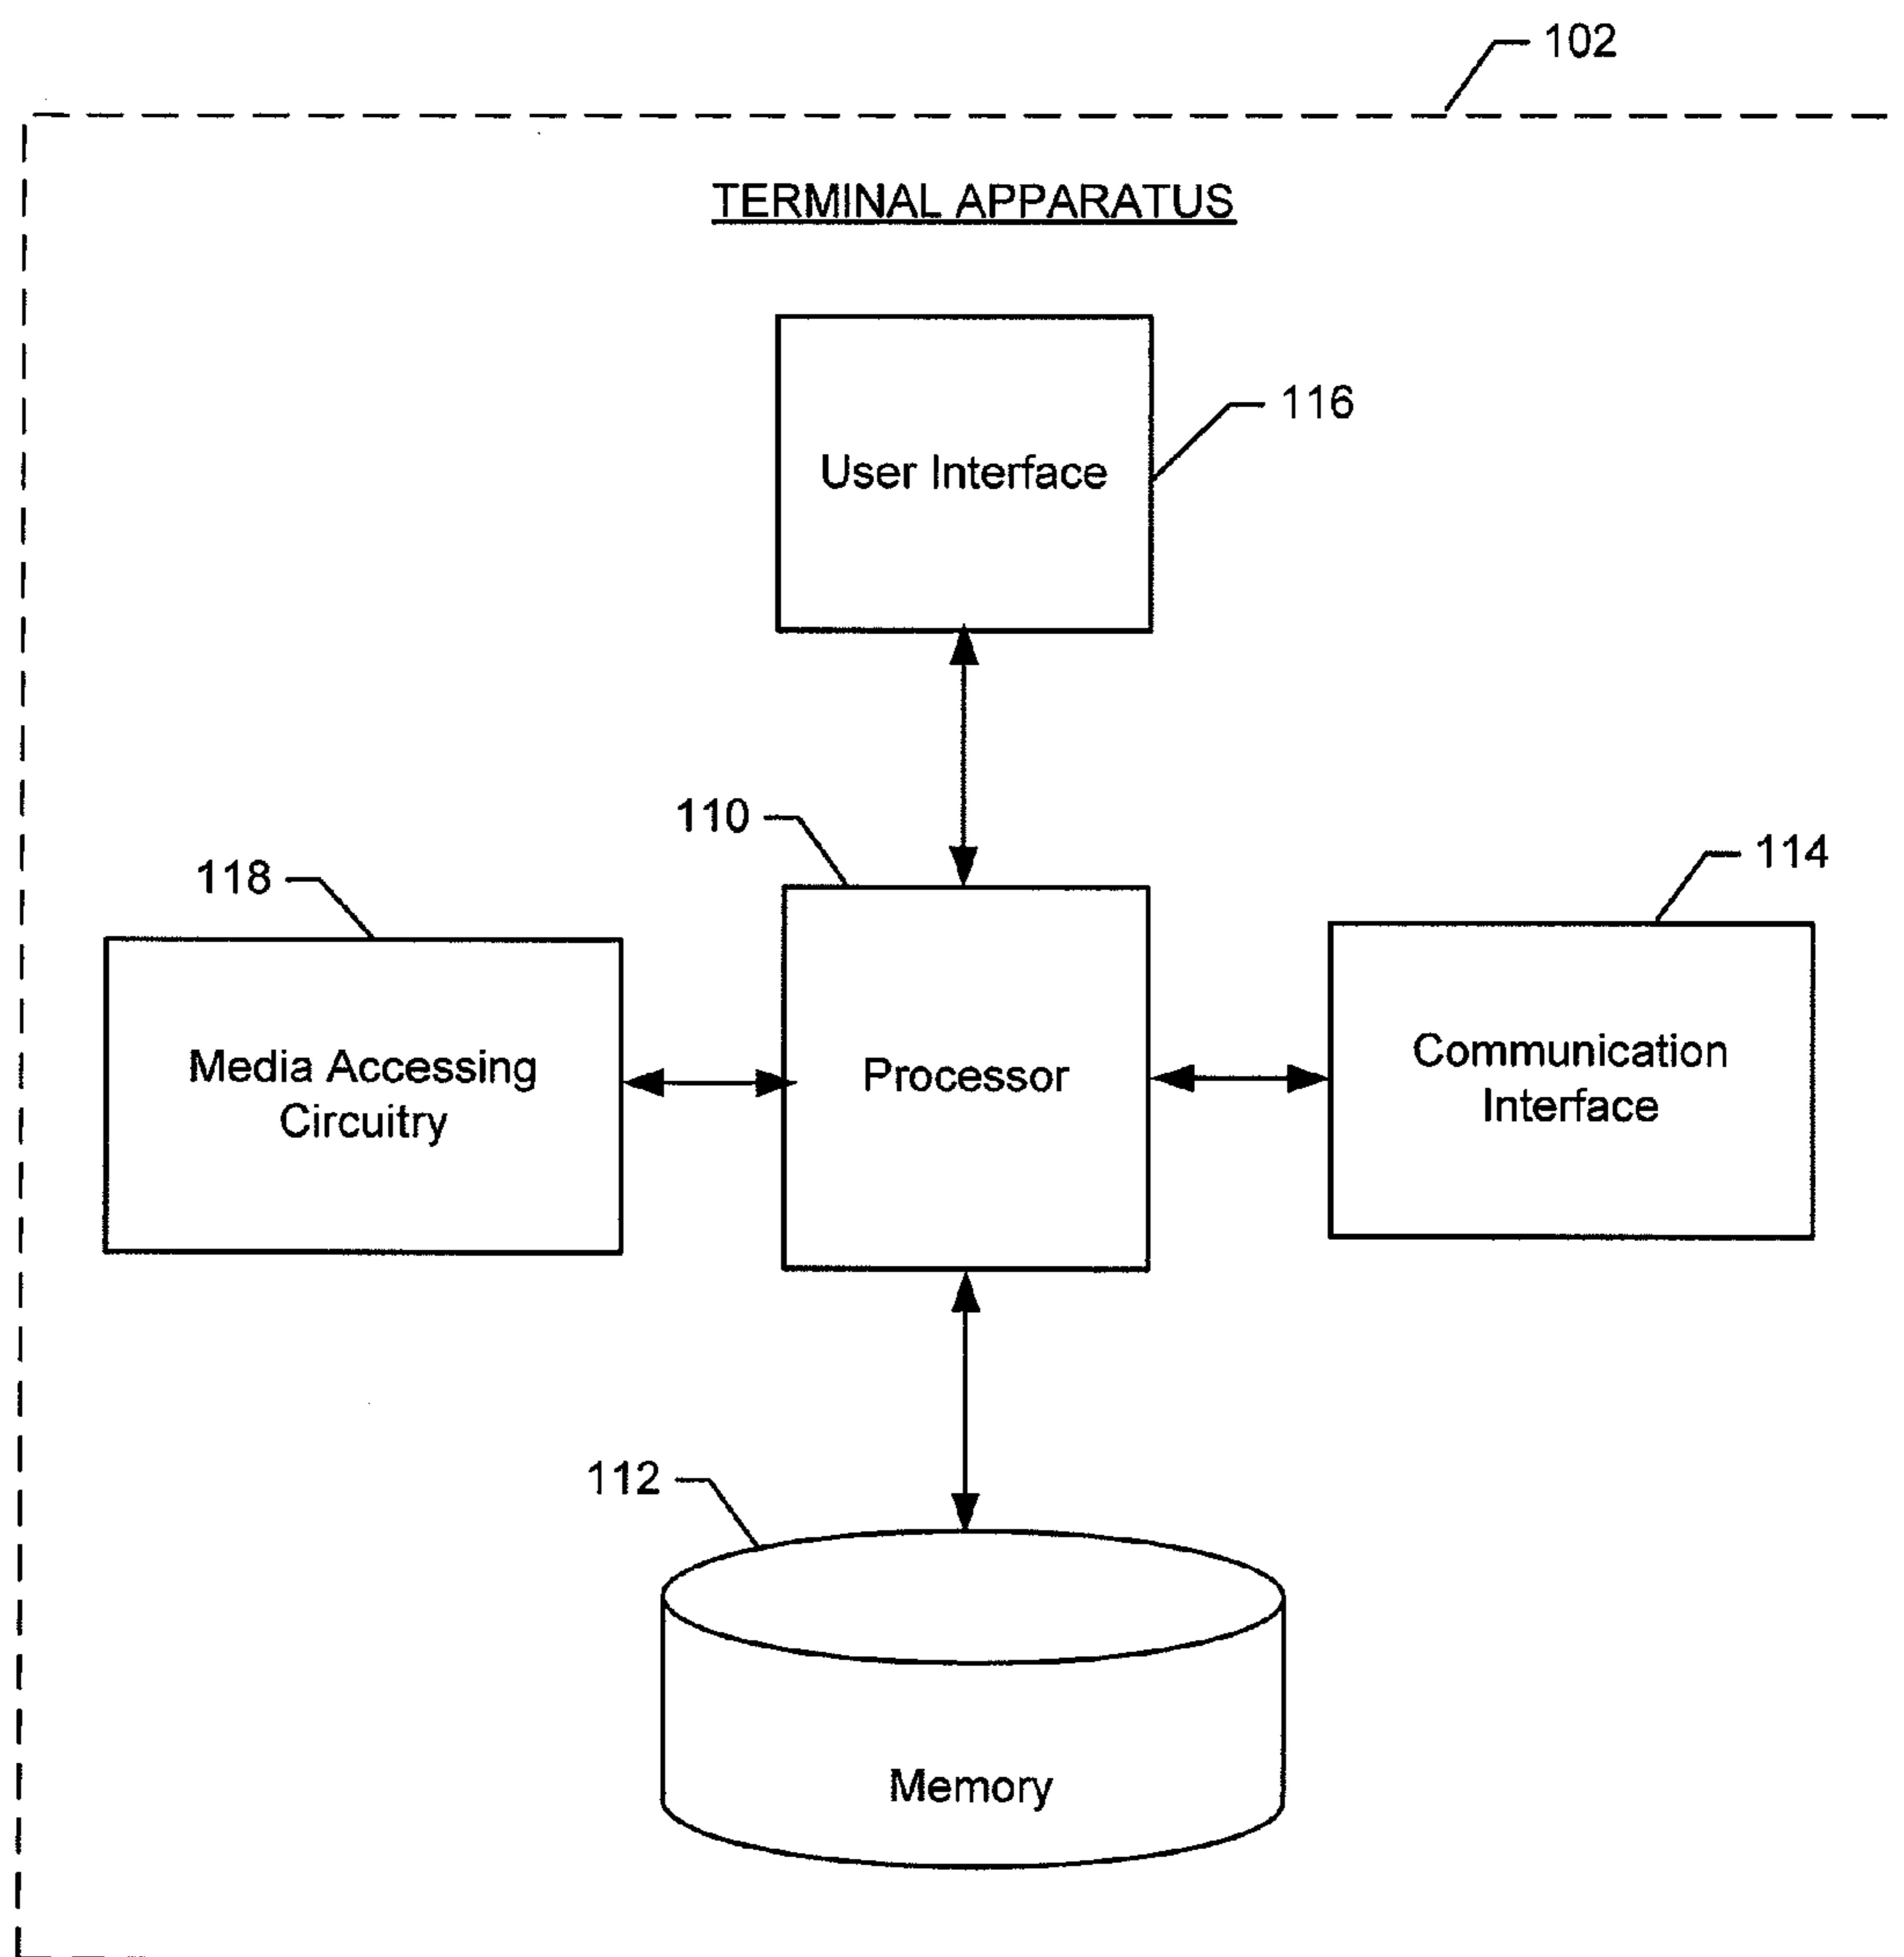 102
TERMINAL APPARATUS
116
User Interface
110
118
114
Media Accessing
Circuitry
Processor
Communication
Interface
112
Memory